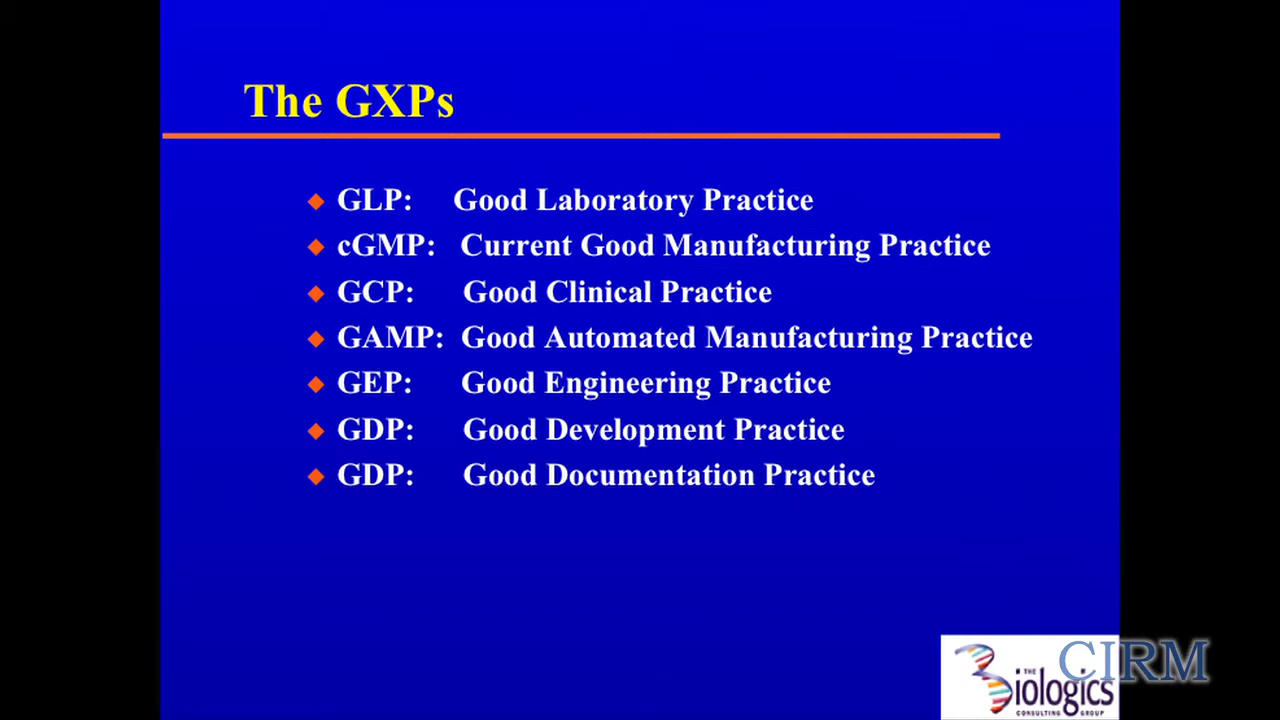 The GXPs
GLP: Good Laboratory Practice
cGMP: Current Good Manufacturing Practice
GCP: Good Clinical Practice
GAMP: Good Automated Manufacturing Practice
GEP: Good Engineering Practice
GDP: Good Development Practice
GDP: Good Documentation Practice
CIRM
THE
Biologics
CONSULTING GROUP